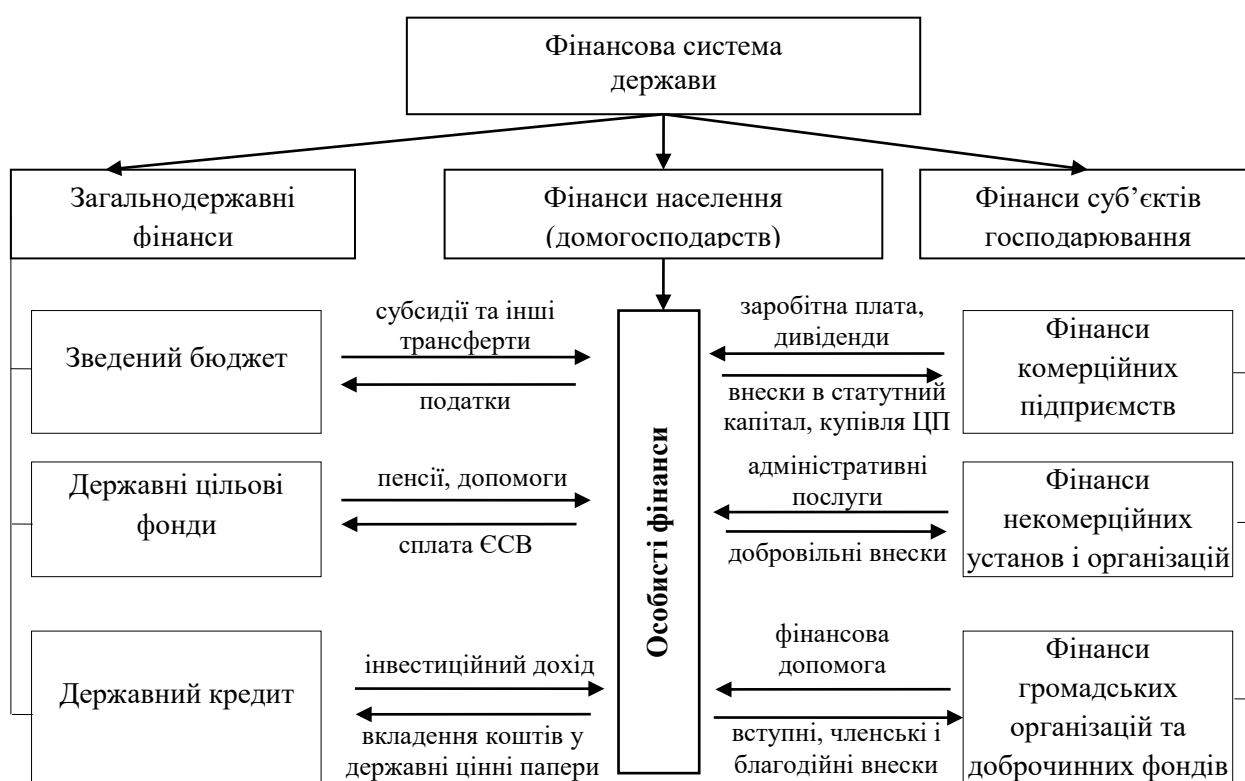 Фінансова система
держави
Загальнодержавні
фінанси
Фінанси населення
(домогосподарств)
Фінанси суб’єктів
господарювання
Зведений бюджет
субсидії та інші
трансферти
податки
Особисті фінанси
заробітна плата,
дивіденди
внески в статутний
капітал, купівля ЦП
Фінанси
комерційних
підприємств
Державні цільові
фонди
пенсії, допомоги
сплата ЄСВ
адміністративні
послуги
добровільні внески
Фінанси
некомерційних
установ і організацій
Державний кредит
інвестиційний дохід
вкладення коштів у
державні цінні папери
фінансова
допомога
вступні, членські і
благодійні внески
Фінанси
громадських
організацій та
доброчинних фондів